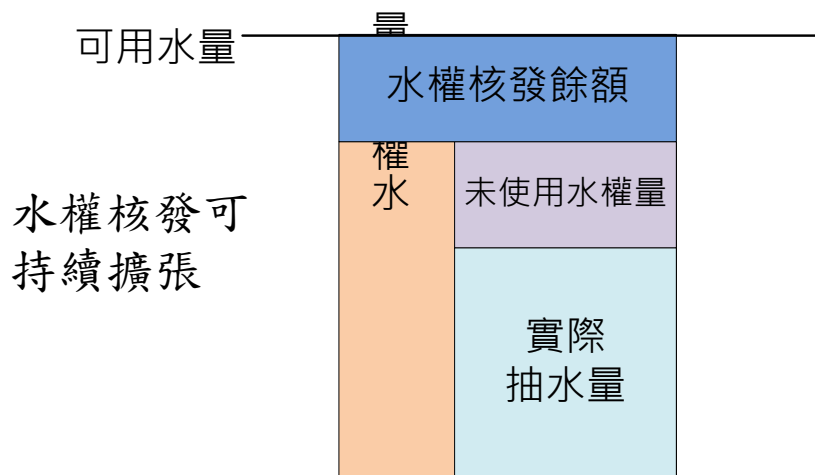 量
可用水量
水權核發餘額
權
水
未使用水權量
水權核發可
持續擴張
實際
抽水量